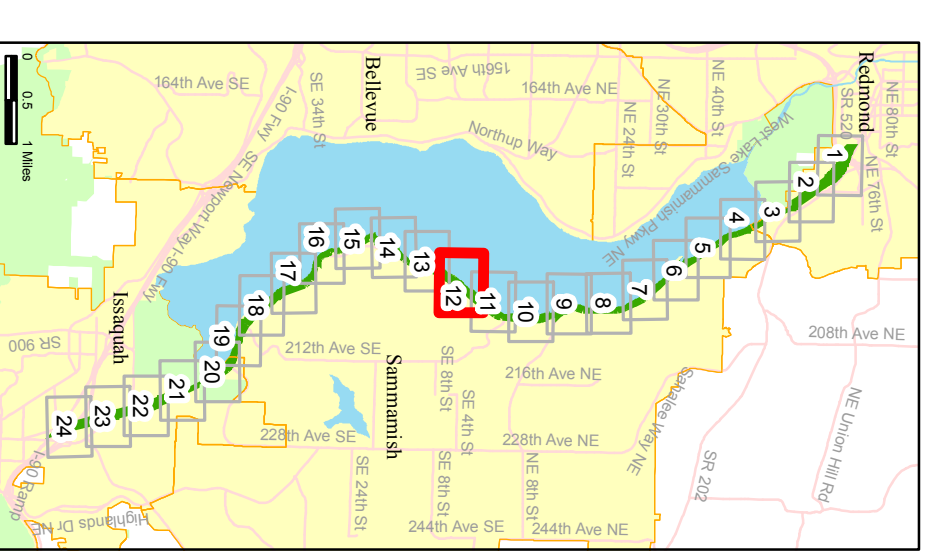 Redmond
SR 520
NE 80th St
NE 76th St
West Lake Sammamish Pkwy NE
NE 40th St
NE 30th St
NE 24th St
164th Ave NE
156th Ave SE
Northup Way
Bellevue
SE 34th St
164th Ave SE
I-90 Fwy
SE Newport Way
I-90 Fwy
0 0.5 1 Miles
208th Ave NE
NE Union Hill Rd
SR 202
Sahalee Way NE
216th Ave NE
228th Ave NE
NE 8th St
244th Ave NE
SE 4th St
SE 8th St
SE 8th St
244th Ave SE
Sammamish
212th Ave SE
228th Ave SE
SE 24th St
Issaquah
SR 900
I-90 Ramp
Highlands Dr NE
1
2
3
4
5
6
7
8
9
10
11
12
13
14
15
16
17
18
19
20
21
22
23
24